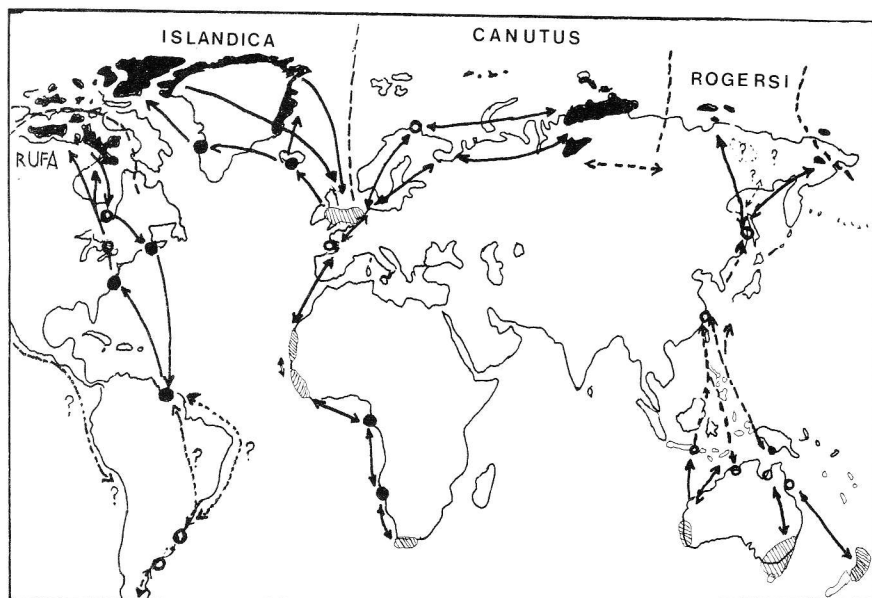 ISLANDICA
CANUTUS
ROGERSI
RUFA
? ?
?
? ?
?